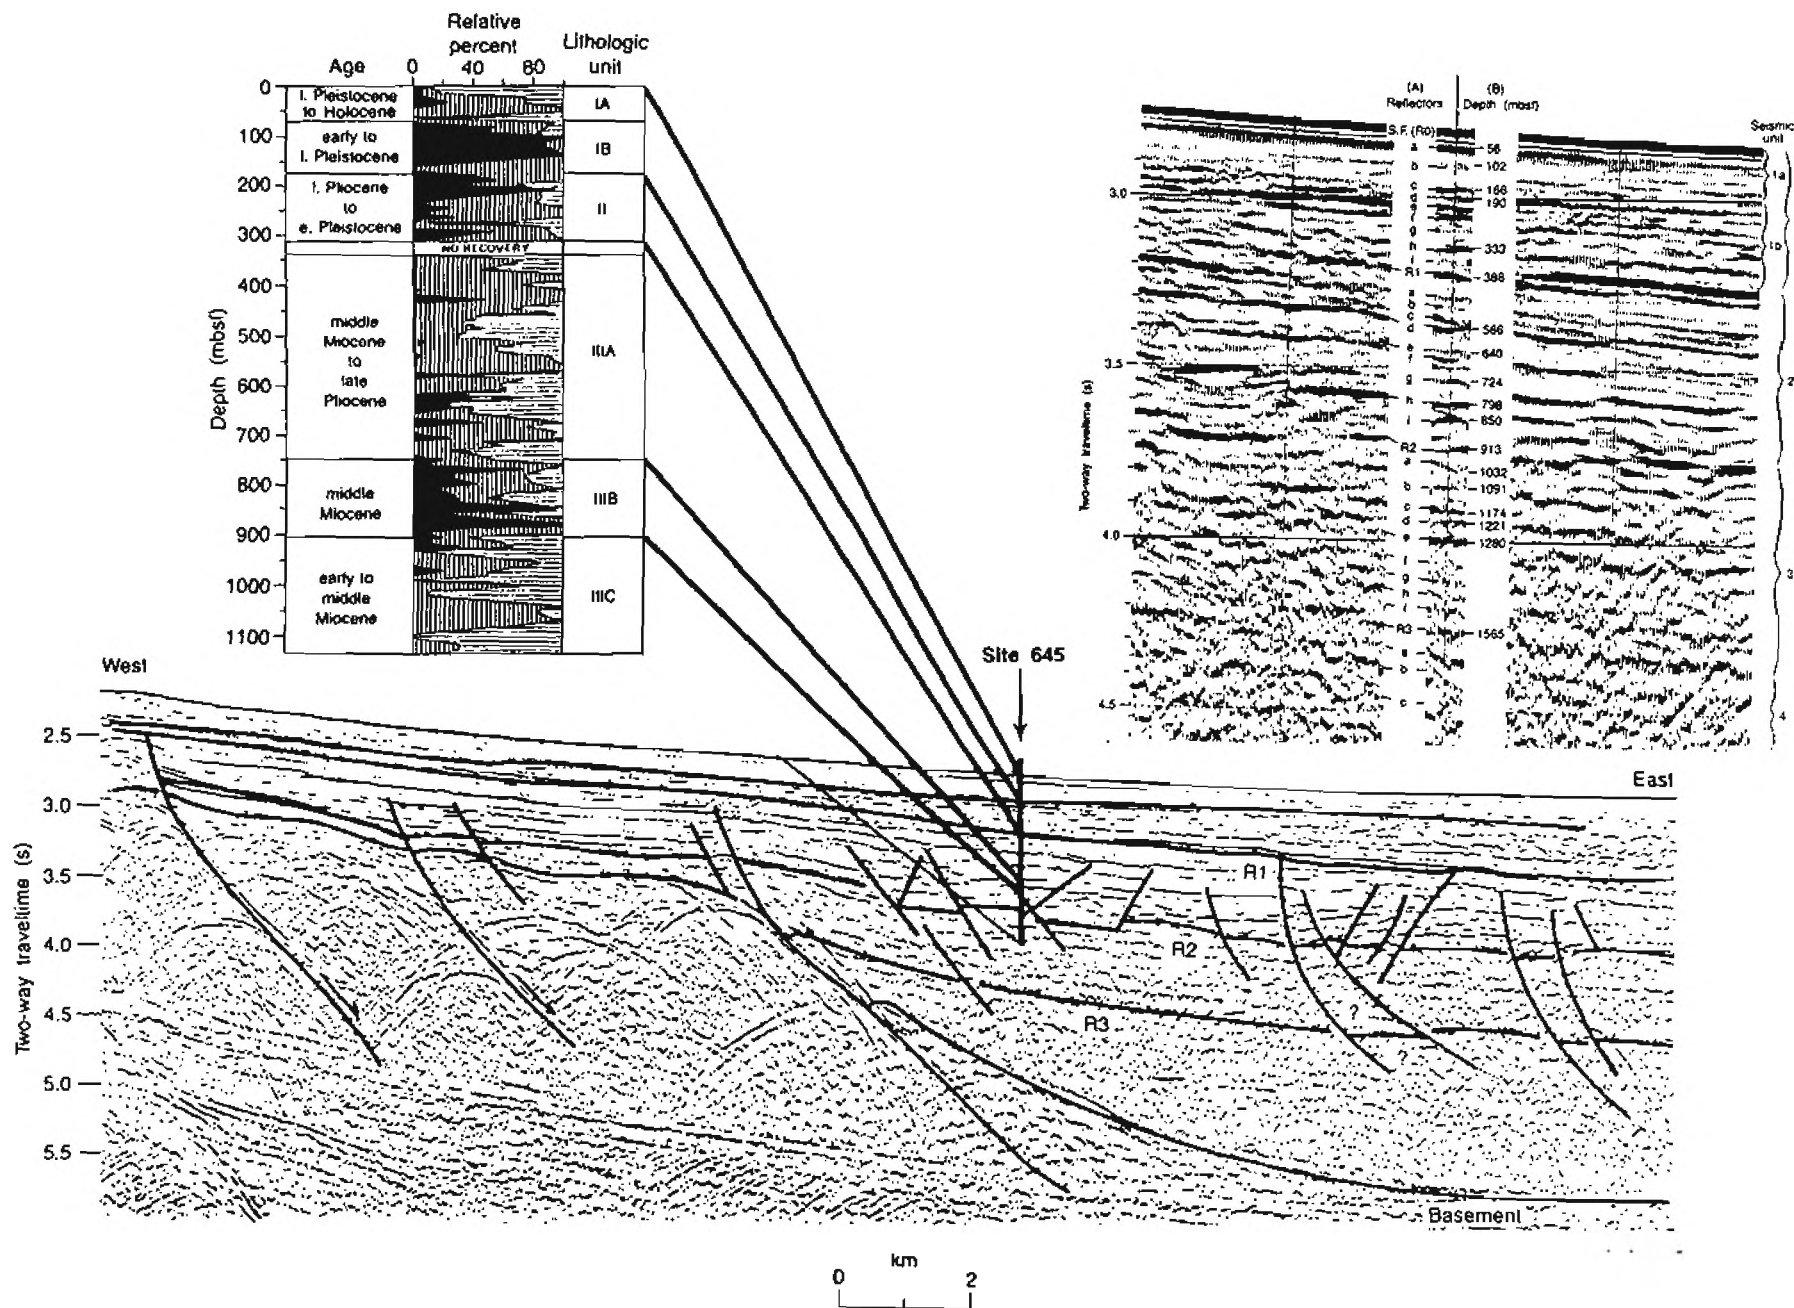 Relative
percent
Lithologic
unit
Age
0 40 80
0
100
200
300
400
500
600
700
800
900
1000
1100
Depth (mbsf)
l. Pleistocene
to Holocene
IA
early to
l. Pleistocene
IB
l. Pliocene
to
e. Pleistocene
II
NO RECOVERY
middle
Miocene
to
late
Pliocene
IIIA
middle
Miocene
IIIB
early to
middle
Miocene
IIIC
(A)
Reflectors
(B)
Depth (mbsf)
Seismic
unit
S.F. (R0)
a 56
b 102
c 166
d 190
e
f
g
h 333
i
R1 388
a
b
c
d 566
e 640
f
g 724
h 798
i 850
R2 913
a 1032
b 1091
c 1174
d 1221
e 1280
f
g
h
i
R3 1565
a
b
c
1a
1b
2
3
4
3.0
3.5
4.0
4.5
Two-way traveltime (s)
West
Site 645
East
2.5
3.0
3.5
4.0
4.5
5.0
5.5
Two-way traveltime (s)
R1
R2
R3
?
Basement
km
0 2